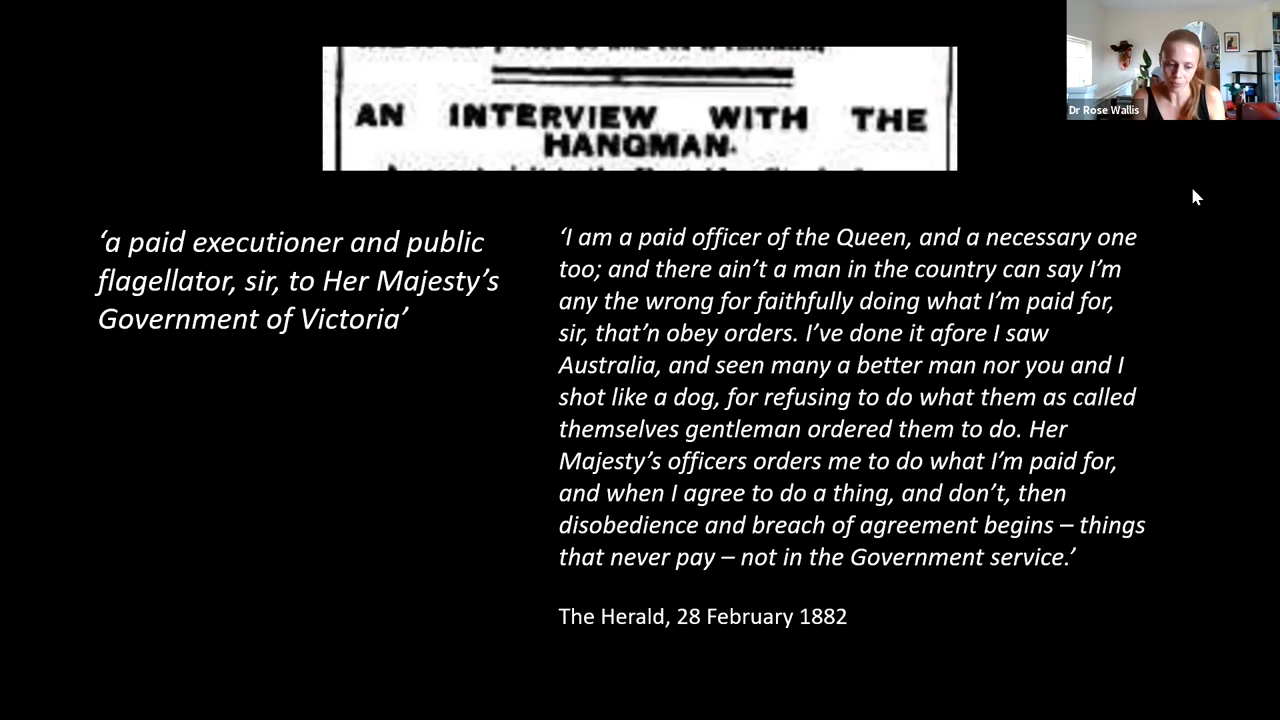 AN INTERVIEW WITH THE
HANGMAN.
Dr Rose Wallis
‘a paid executioner and public
flagellator, sir, to Her Majesty’s
Government of Victoria’
‘I am a paid officer of the Queen, and a necessary one
too; and there ain’t a man in the country can say I’m
any the wrong for faithfully doing what I’m paid for,
sir, that’n obey orders. I’ve done it afore I saw
Australia, and seen many a better man nor you and I
shot like a dog, for refusing to do what them as called
themselves gentleman ordered them to do. Her
Majesty’s officers orders me to do what I’m paid for,
and when I agree to do a thing, and don’t, then
disobedience and breach of agreement begins – things
that never pay – not in the Government service.’
The Herald, 28 February 1882